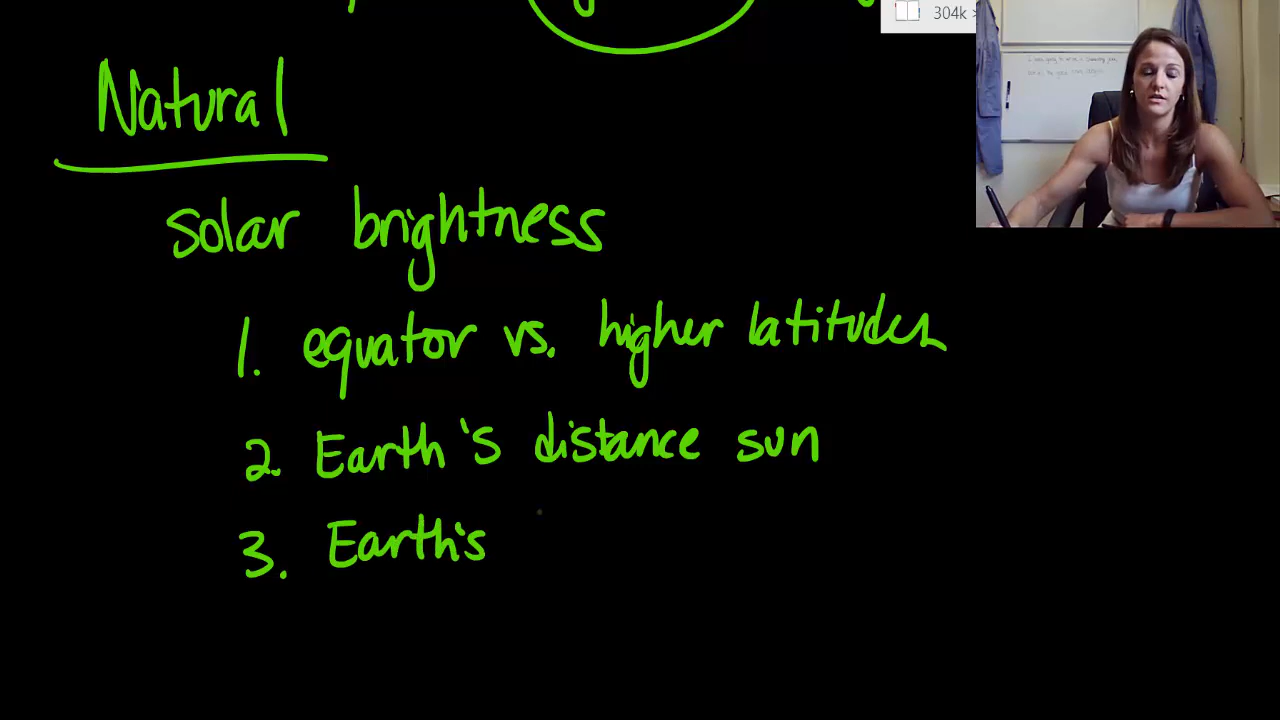 304k >
Natural
solar brightness
1. equator vs. higher latitudes
2. Earth's distance sun
3. Earth's